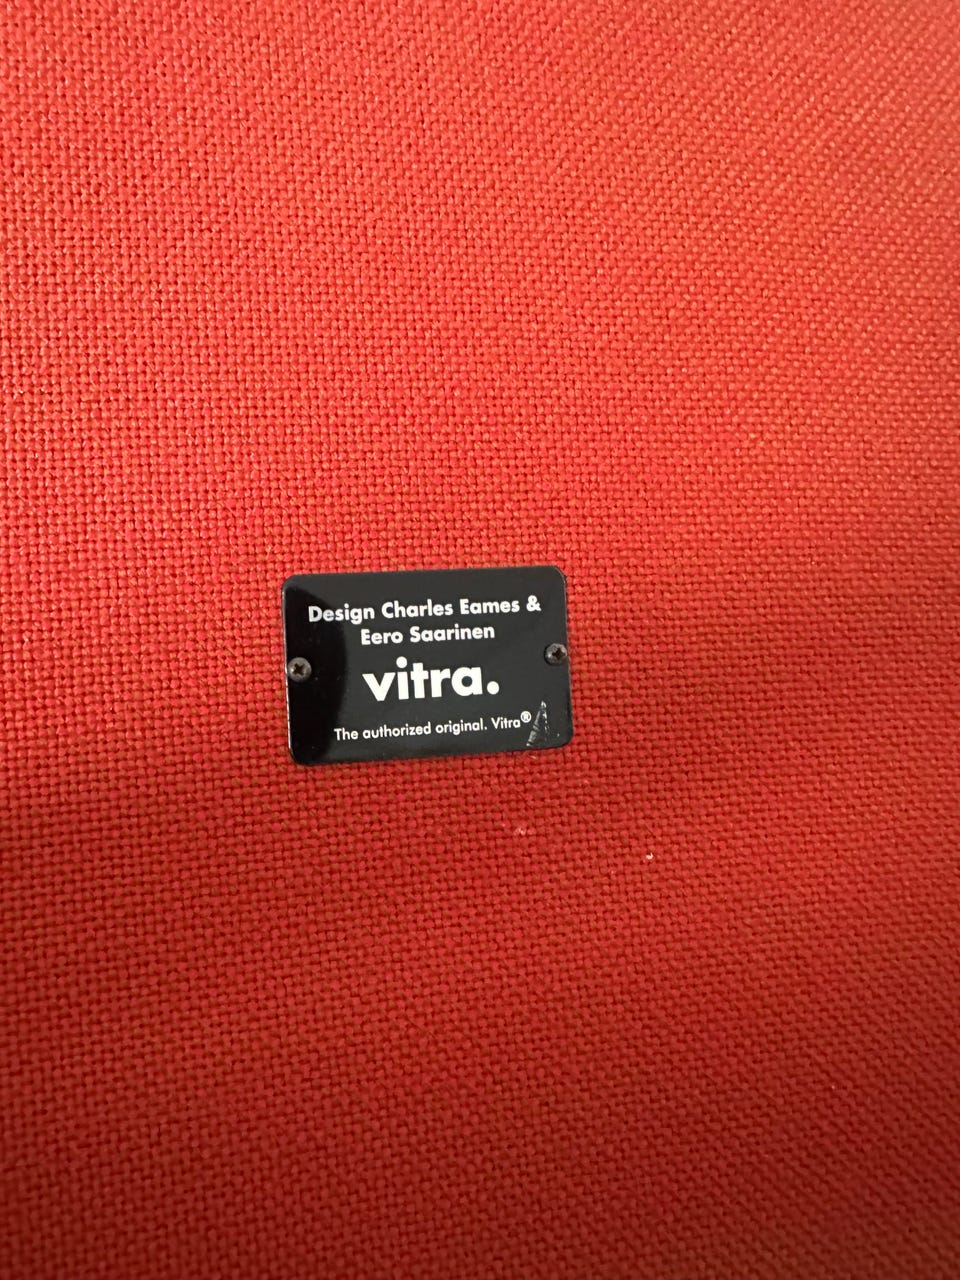 Design Charles Eames &
Eero Saarinen
vitra.
The authorized original. Vitra®